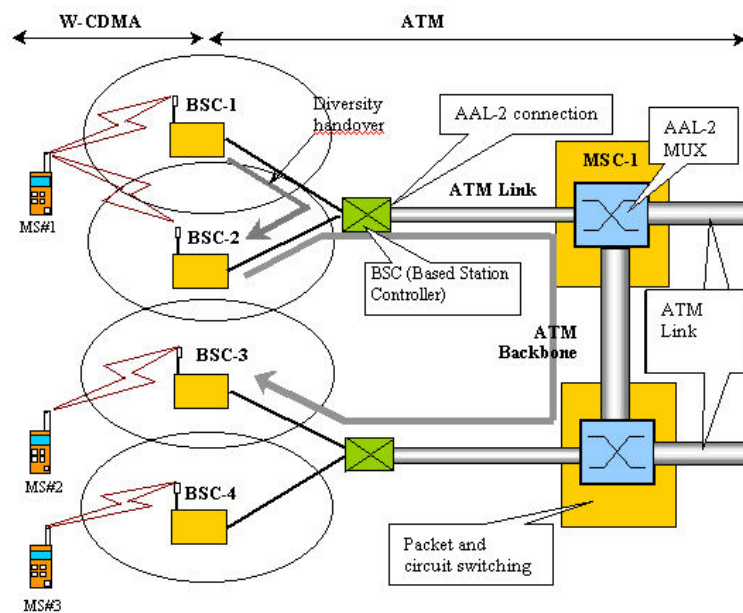 W-CDMA
ATM
BSC-1
Diversity
handover
AAL-2 connection
AAL-2
MUX
MSC-1
ATM Link
MS#1
BSC-2
BSC (Based Station
Controller)
ATM
Link
ATM
Backbone
BSC-3
MS#2
BSC-4
Packet and
circuit switching
MS#3